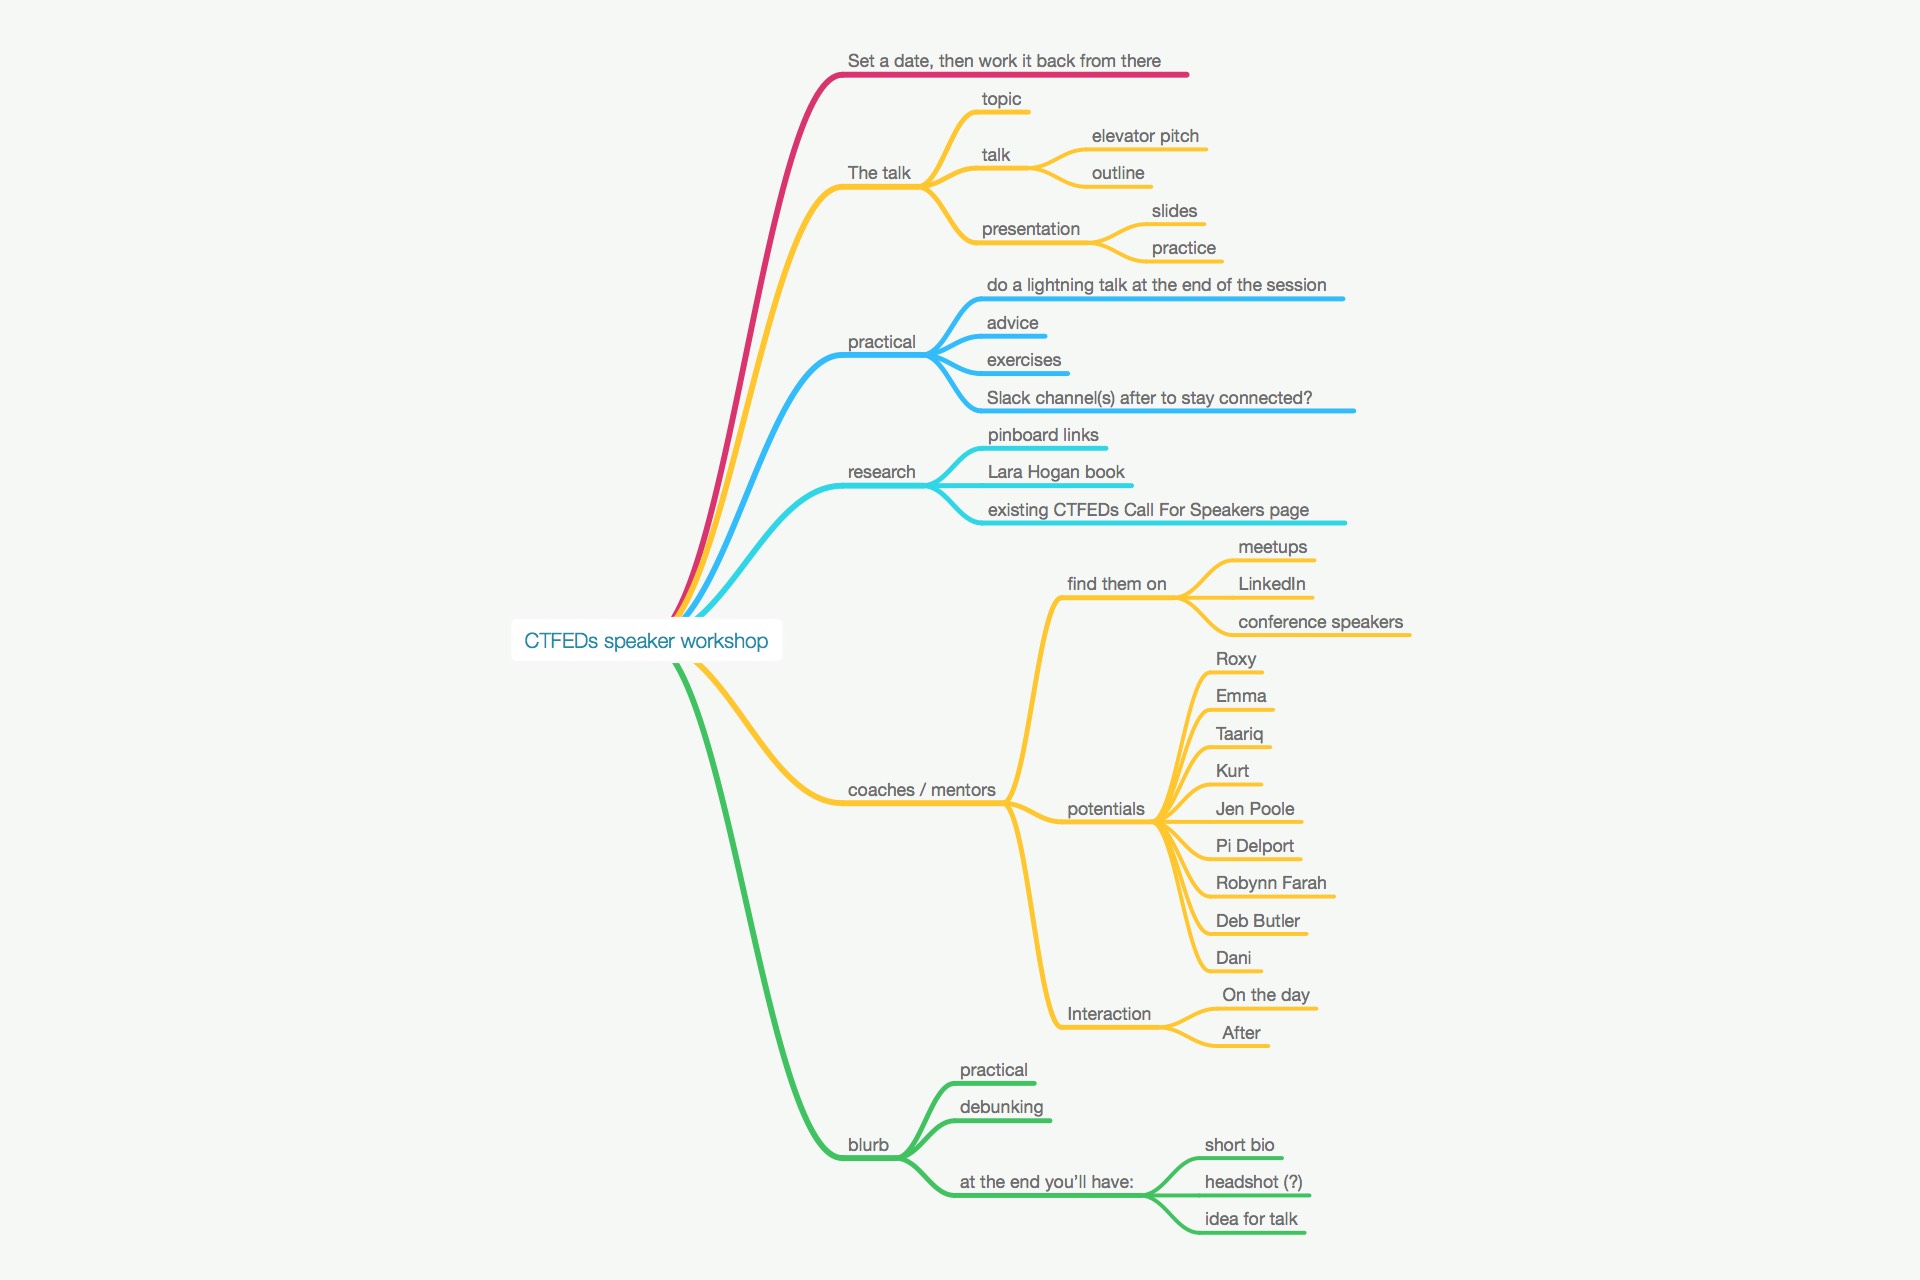 Set a date, then work it back from there
topic
elevator pitch
talk
The talk
outline
slides
presentation
practice
do a lightning talk at the end of the session
advice
practical
exercises
Slack channel(s) after to stay connected?
pinboard links
research
Lara Hogan book
existing CTFEDs Call For Speakers page
meetups
find them on
LinkedIn
conference speakers
CTFEDs speaker workshop
Roxy
Emma
Taariq
Kurt
coaches / mentors
potentials
Jen Poole
Pi Delport
Robynn Farah
Deb Butler
Dani
On the day
Interaction
After
practical
debunking
blurb
short bio
at the end you’ll have:
headshot (?)
idea for talk